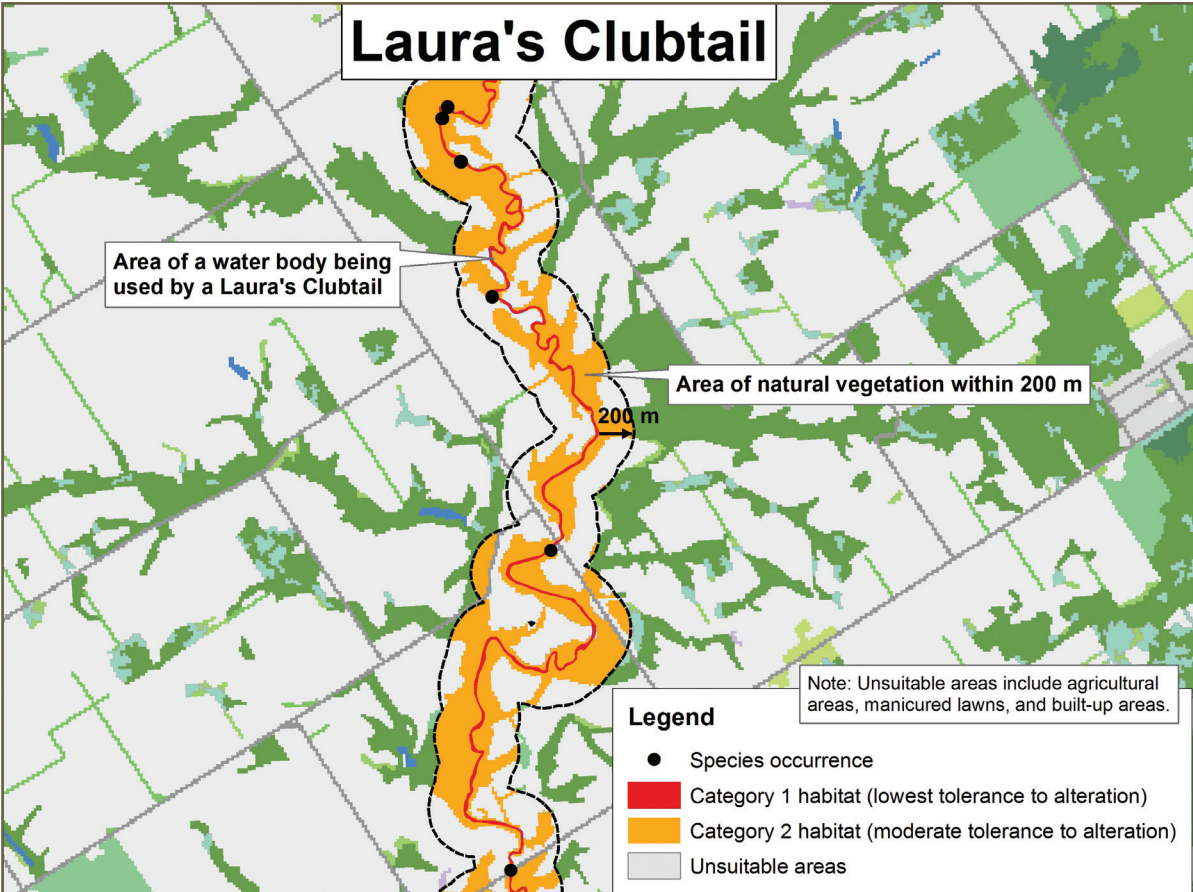 Laura's Clubtail
Area of a water body being
used by a Laura's Clubtail
Area of natural vegetation within 200 m
200 m
Note: Unsuitable areas include agricultural
areas, manicured lawns, and built-up areas.
Legend
Species occurrence
Category 1 habitat (lowest tolerance to alteration)
Category 2 habitat (moderate tolerance to alteration)
Unsuitable areas